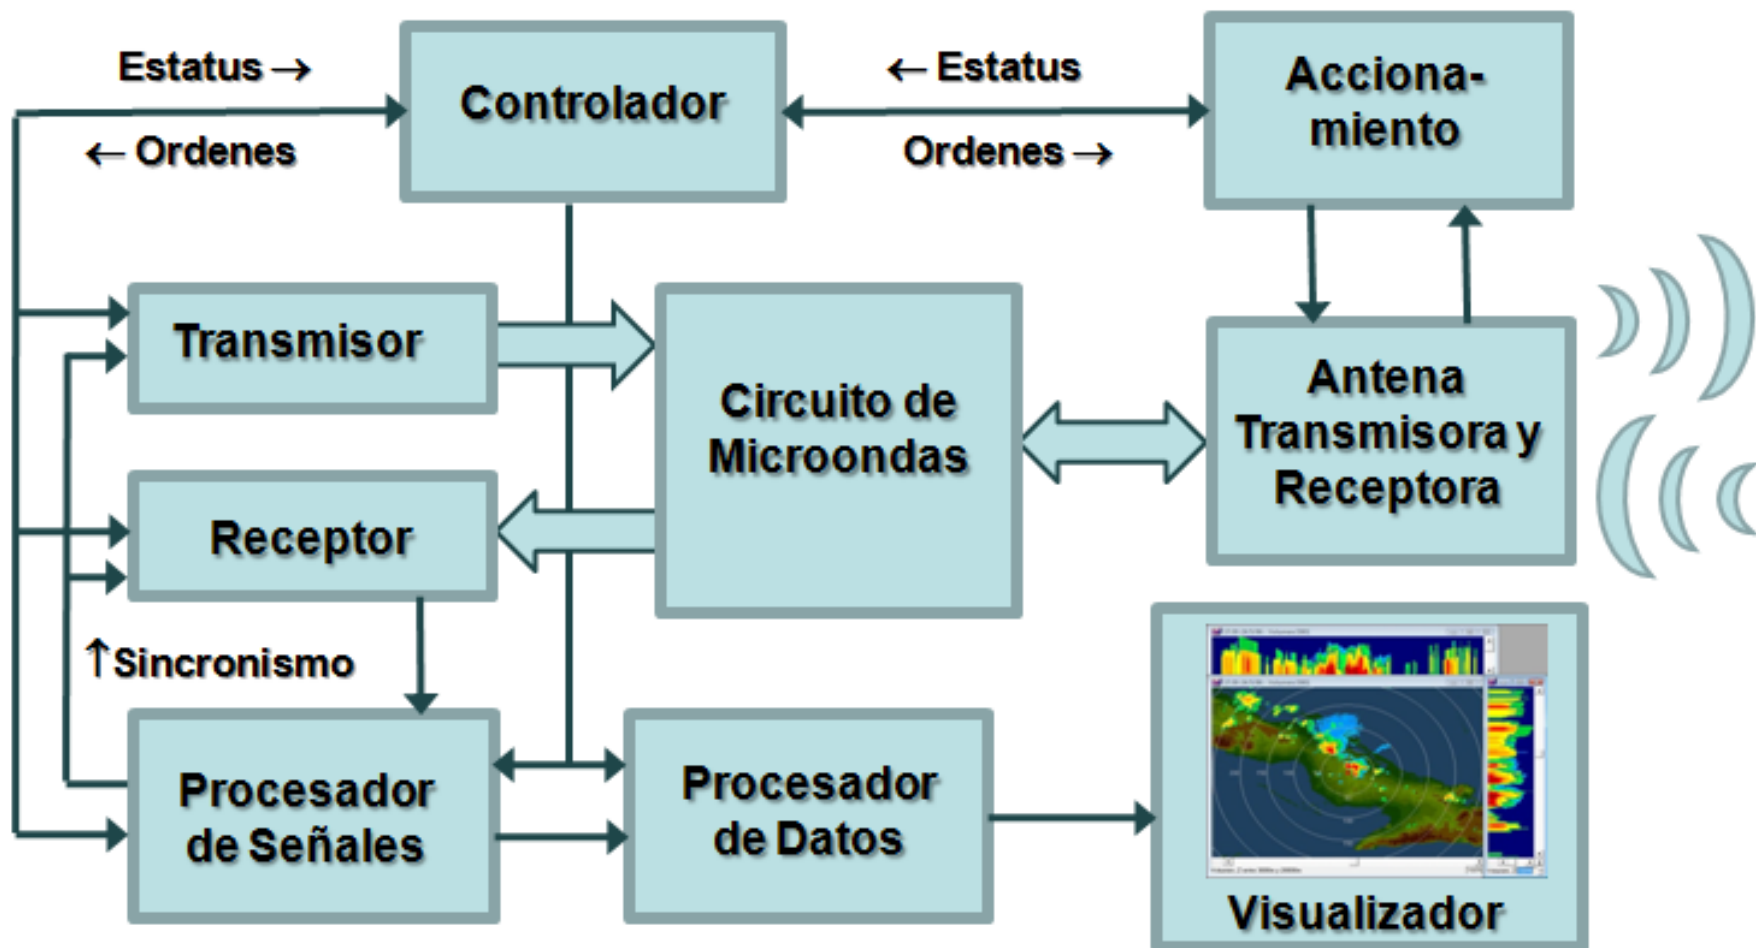 Estatus →
← Ordenes
Controlador
← Estatus
Ordenes →
Acciona-
miento
Transmisor
Circuito de
Microondas
Antena
Transmisora y
Receptora
Receptor
↑Sincronismo
Procesador
de Señales
Procesador
de Datos
Visualizador